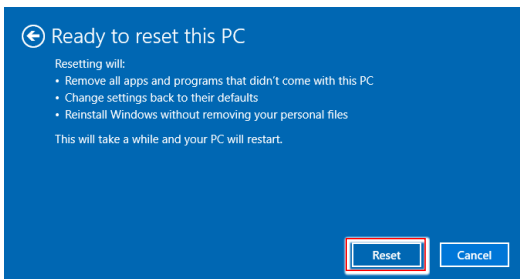 Ready to reset this PC
Resetting will:
• Remove all apps and programs that didn't come with this PC
• Change settings back to their defaults
• Reinstall Windows without removing your personal files
This will take a while and your PC will restart.
Reset Cancel